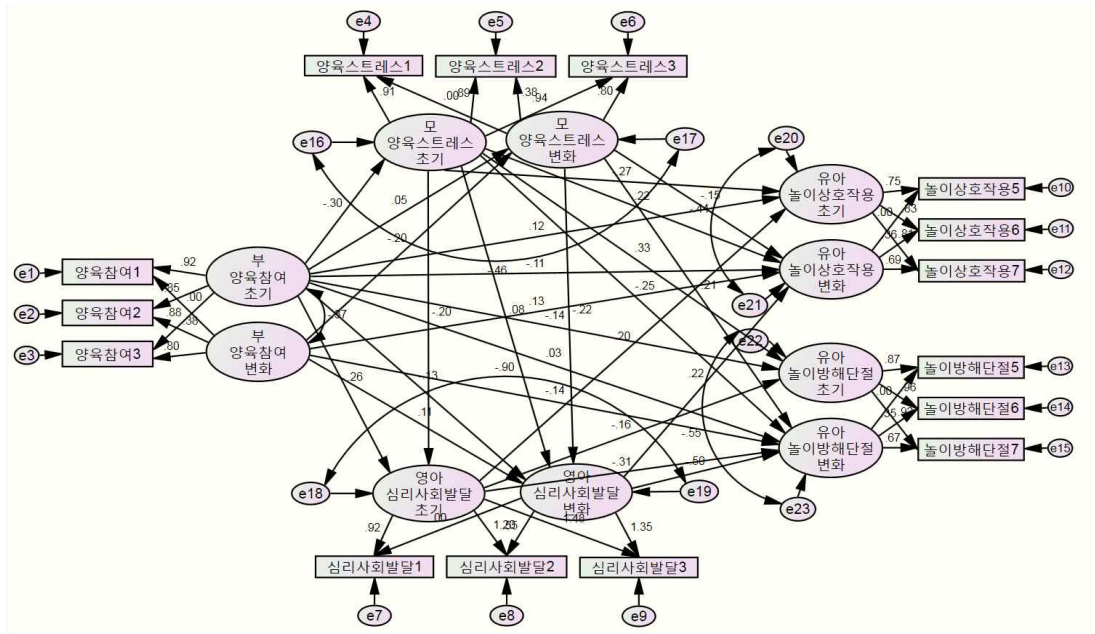 e4
e5
e6
양육스트레스1
양육스트레스2
양육스트레스3
.91
.00
.89
.38
.94
.80
e16
모
양육스트레스
초기
모
양육스트레스
변화
e17
e20
유아
놀이상호작용
초기
.75
놀이상호작용5
e10
.00
.63
놀이상호작용6
e11
.81
유아
놀이상호작용
변화
.69
놀이상호작용7
e12
-.30
.05
.27
.22
-.15
-.44
.12
-.20
.33
-.46
-.11
-.25
.21
e1
양육참여1
.92
부
양육참여
초기
e2
양육참여2
.85
.00
.88
e3
양육참여3
.38
.80
부
양육참여
변화
-.20
.08
.13
-.14
-.22
e21
e22
.20
.03
.22
유아
놀이방해단절
초기
.87
놀이방해단절5
e13
.00
.96
놀이방해단절6
e14
유아
놀이방해단절
변화
.67
놀이방해단절7
e15
.26
.13
-.90
-.14
.11
-.16
-.55
-.31
.50
e18
영아
심리사회발달
초기
영아
심리사회발달
변화
e19
e23
.92
.00
1.20
1.48
1.35
심리사회발달1
심리사회발달2
심리사회발달3
e7
e8
e9